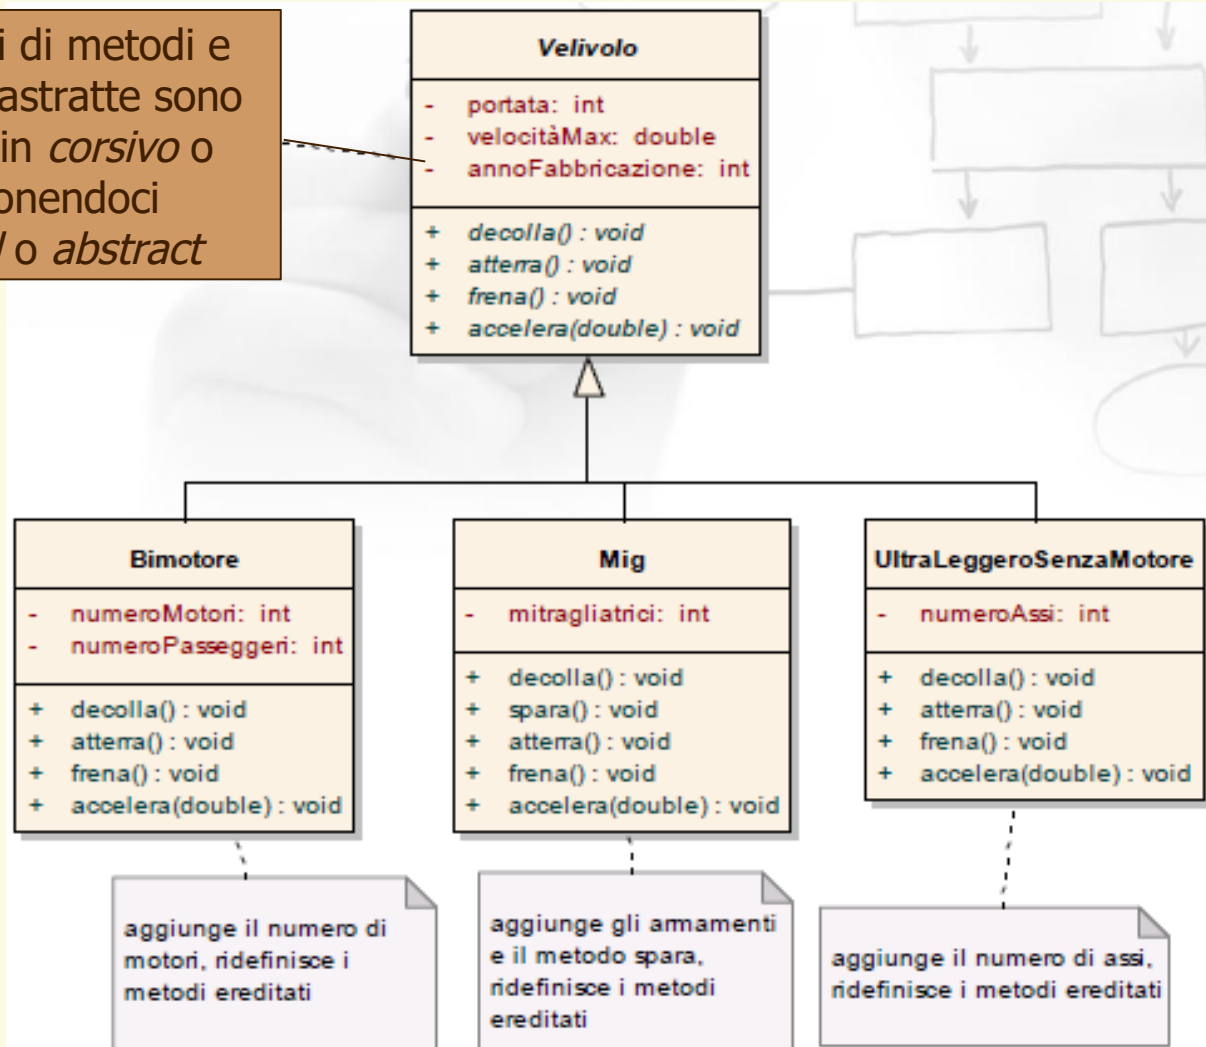 i di metodi e
astratte sono
in corsivo o
onendoci
o abstract
Velivolo
- portata: int
- velocitàMax: double
- annoFabbricazione: int
+ decolla() : void
+ atterra() : void
+ frena() : void
+ accelera(double) : void
Bimotore
- numeroMotori: int
- numeroPasseggeri: int
+ decolla() : void
+ atterra() : void
+ frena() : void
+ accelera(double) : void
aggiunge il numero di
motori, ridefinisce i
metodi ereditati
Mig
- mitragliatrici: int
+ decolla() : void
+ spara() : void
+ atterra() : void
+ frena() : void
+ accelera(double) : void
aggiunge gli armamenti
e il metodo spara,
ridefinisce i metodi
ereditati
UltraLeggeroSenzaMotore
- numeroAssi: int
+ decolla() : void
+ atterra() : void
+ frena() : void
+ accelera(double) : void
aggiunge il numero di assi,
ridefinisce i metodi ereditati